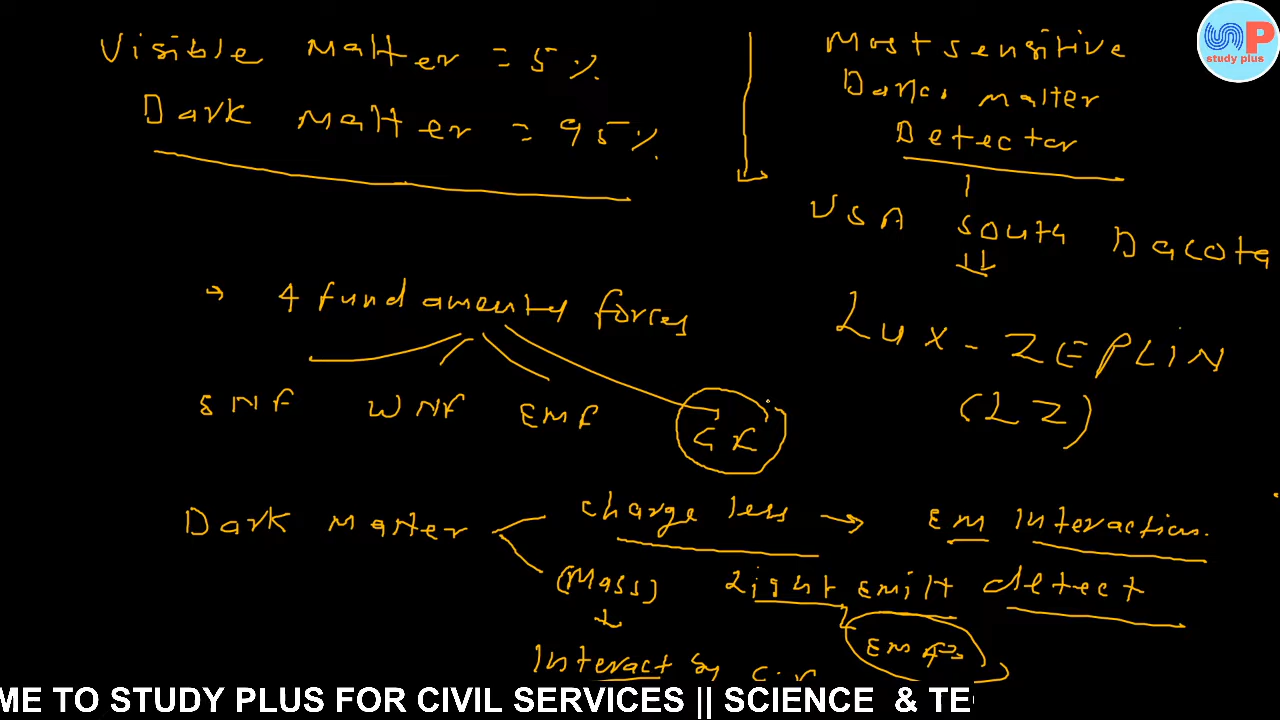 Visible Matter = 5%
Dark Matter = 95%
Most sensitive
Dark matter
Detector
USA South Dacota
Lux-ZEPLIN
(LZ)
→ 4 fundamental forces
SNF WNF EMF GF
Dark Matter
charge less → EM Interaction.
(Mass) Light emitt detect
EMF
Interact by G.F
SP
study plus
ME TO STUDY PLUS FOR CIVIL SERVICES || SCIENCE & TE